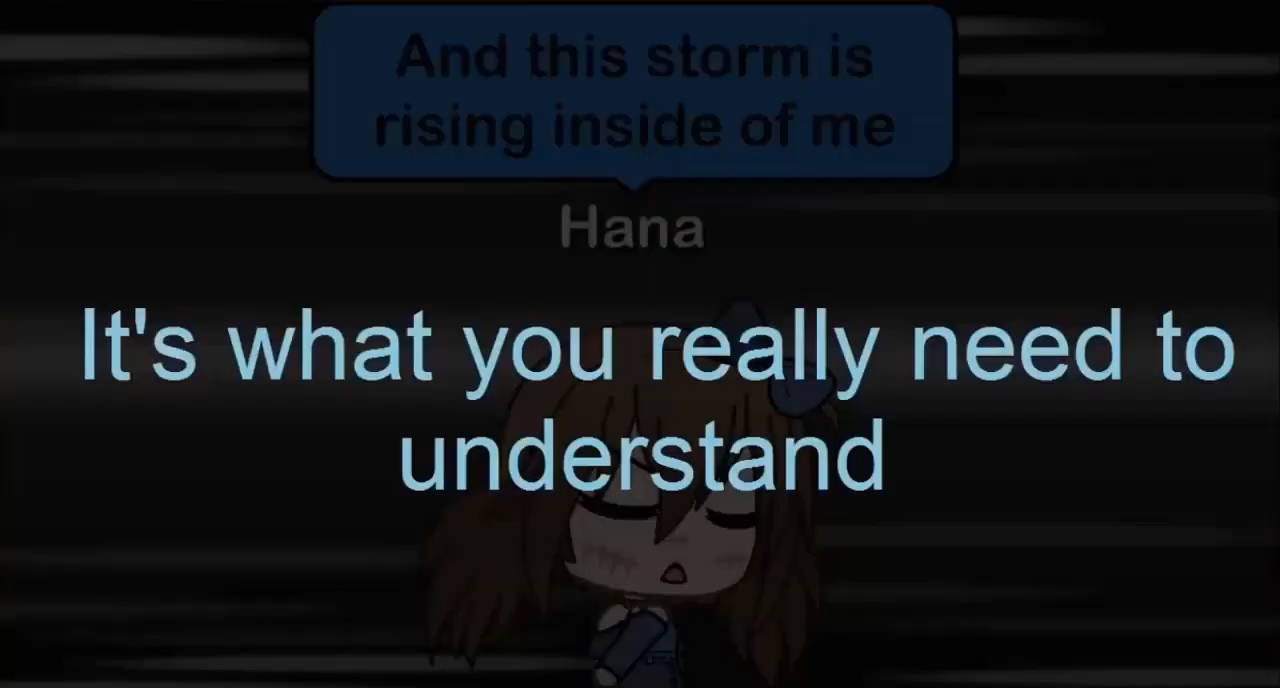 And this storm is
rising inside of me
Hana
It's what you really need to
understand